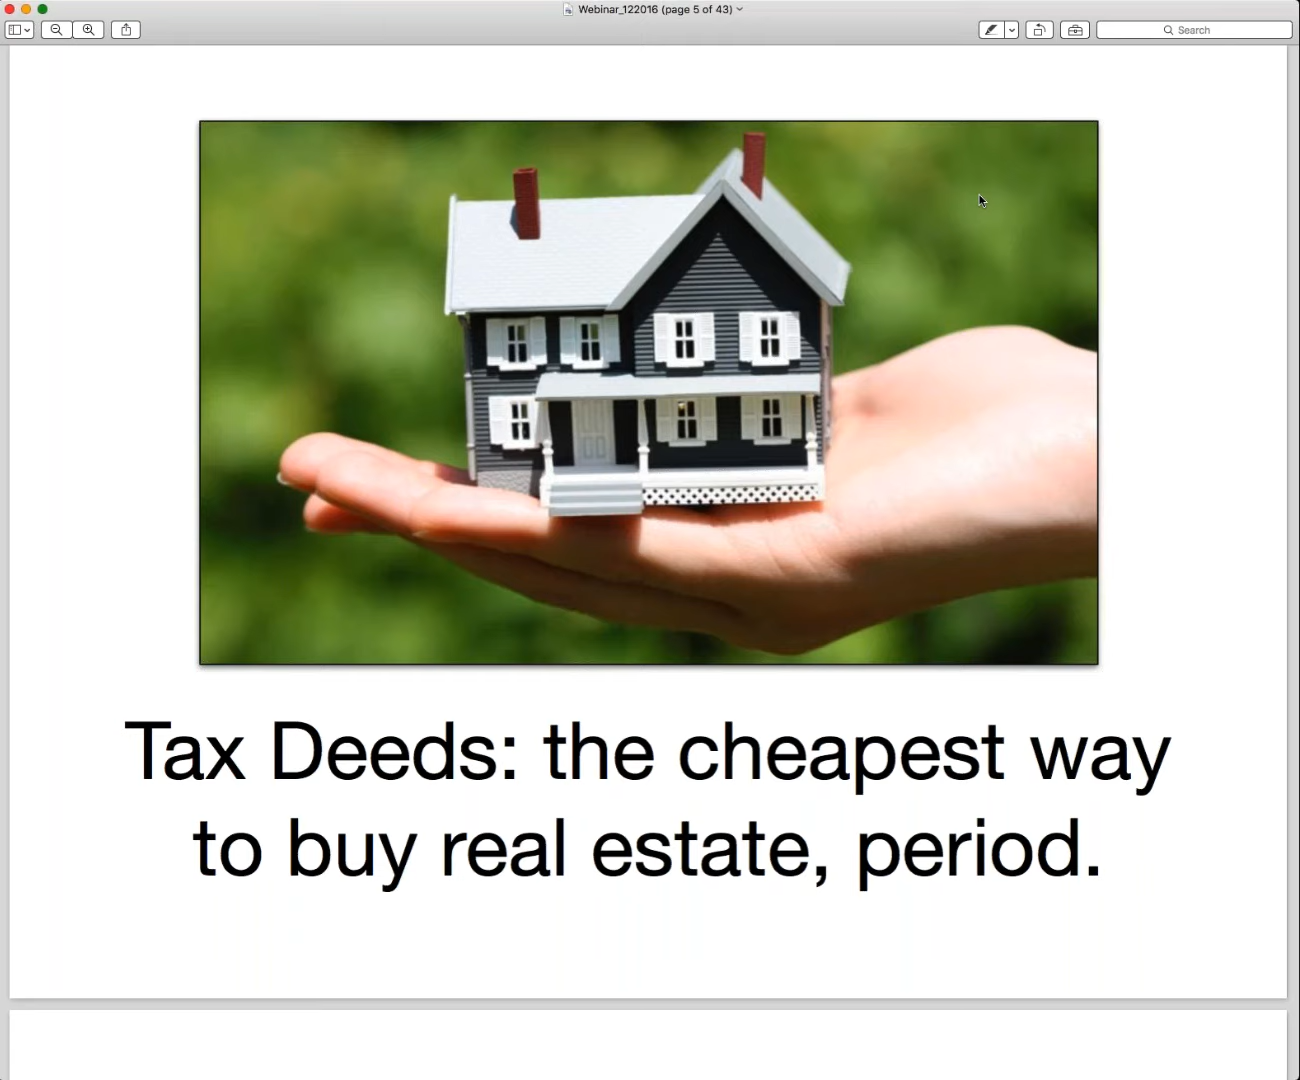 Webinar_122016 (page 5 of 43)
Search
Tax Deeds: the cheapest way
to buy real estate, period.